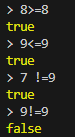 > 8>=8
true
> 9<=9
true
> 7 !=9
true
> 9!=9
false